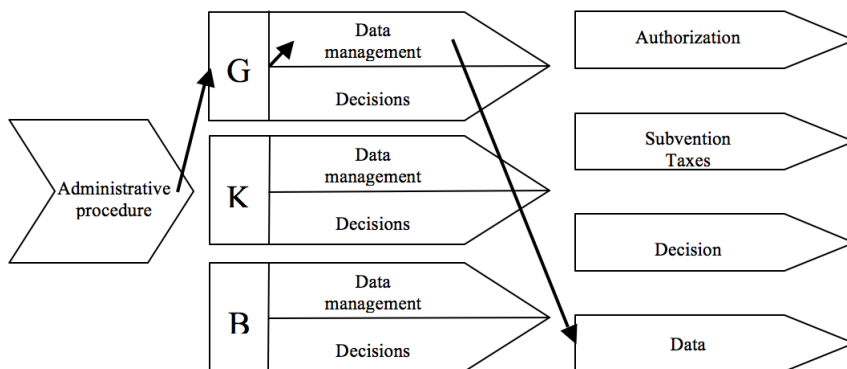 Administrative
procedure
G
Data
management
Decisions
K
Data
management
Decisions
B
Data
management
Decisions
Authorization
Subvention
Taxes
Decision
Data